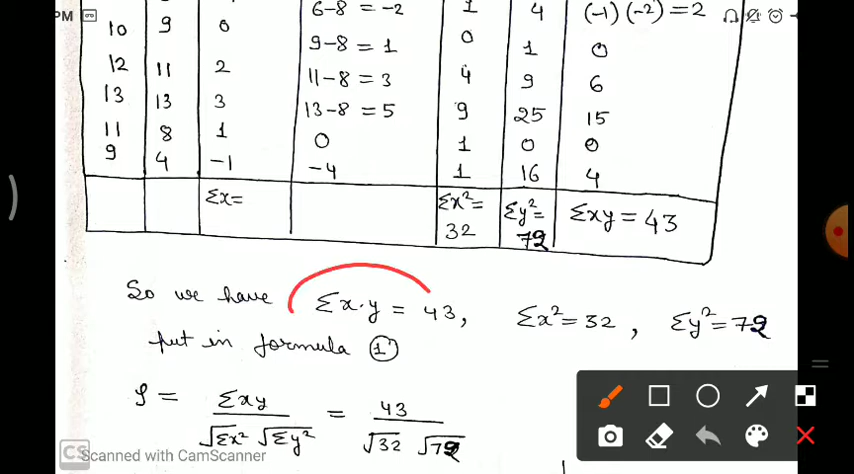 6-8 = -2 1 4 (-1)(-2) = 2
PM
10 9 0 9-8 = 1 0 1 0
12 11 2 11-8 = 3 4 9 6
13 13 3 13-8 = 5 9 25 15
11 8 1 0 1 0 0
9 4 -1 -4 1 16 4
Σx= Σx²= 32 Σy²= 72 Σxy = 43
So we have Σx·y = 43, Σx²=32, Σy²=72
put in formula ①
ρ = Σxy / √Σx² √Σy² = 43 / √32 √72
CS Scanned with CamScanner